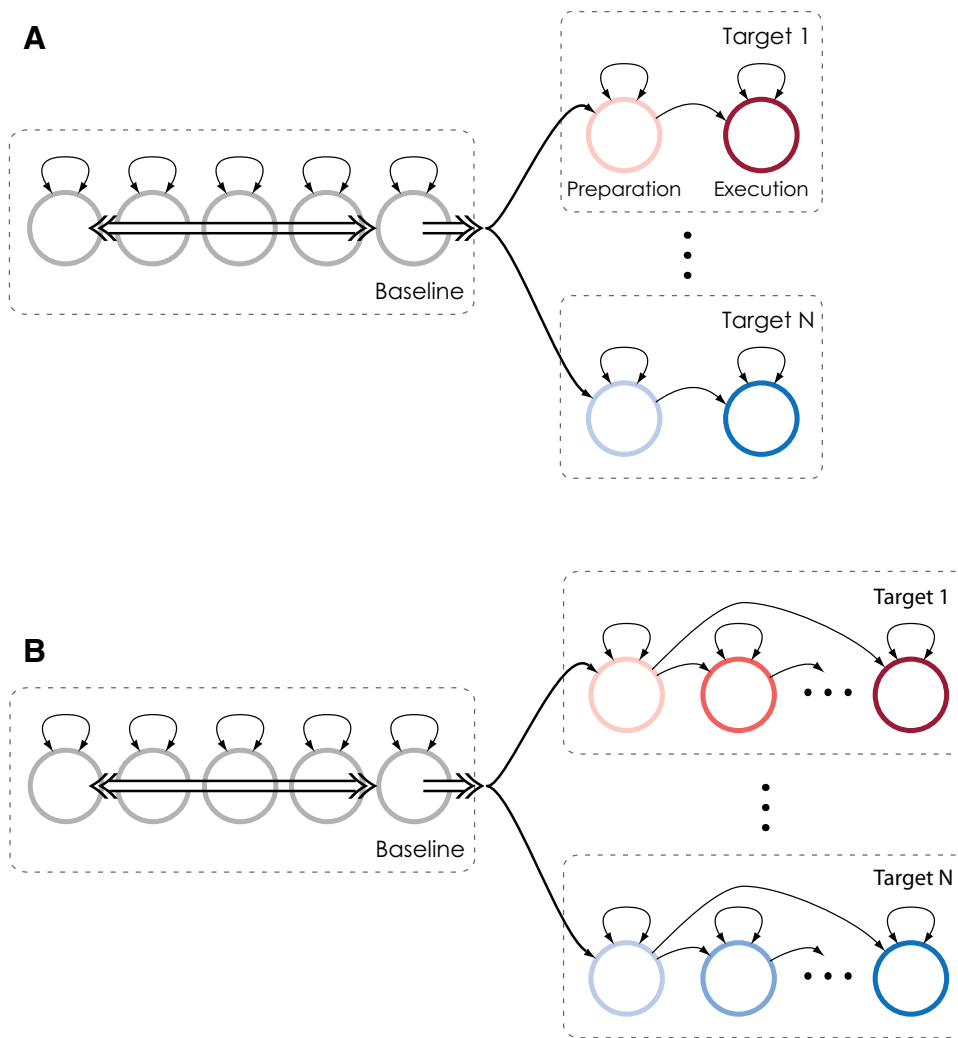 A
Target 1
Preparation Execution
Baseline
Target N
B
Target 1
Baseline
Target N